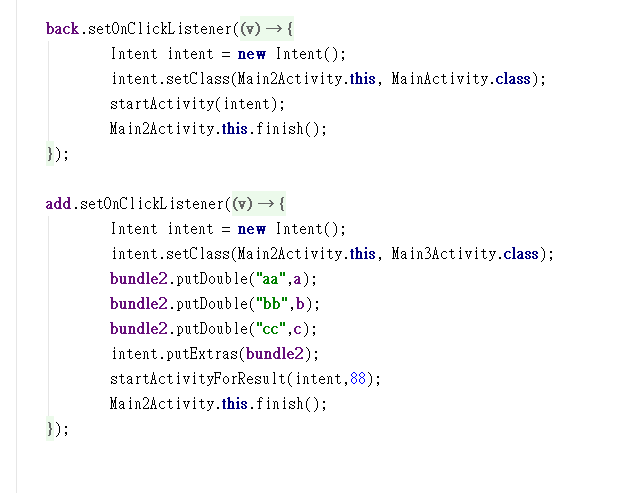 back.setOnClickListener((v) → {
Intent intent = new Intent();
intent.setClass(Main2Activity.this, MainActivity.class);
startActivity(intent);
Main2Activity.this.finish();
});
add.setOnClickListener((v) → {
Intent intent = new Intent();
intent.setClass(Main2Activity.this, Main3Activity.class);
bundle2.putDouble("aa",a);
bundle2.putDouble("bb",b);
bundle2.putDouble("cc",c);
intent.putExtras(bundle2);
startActivityForResult(intent,88);
Main2Activity.this.finish();
});